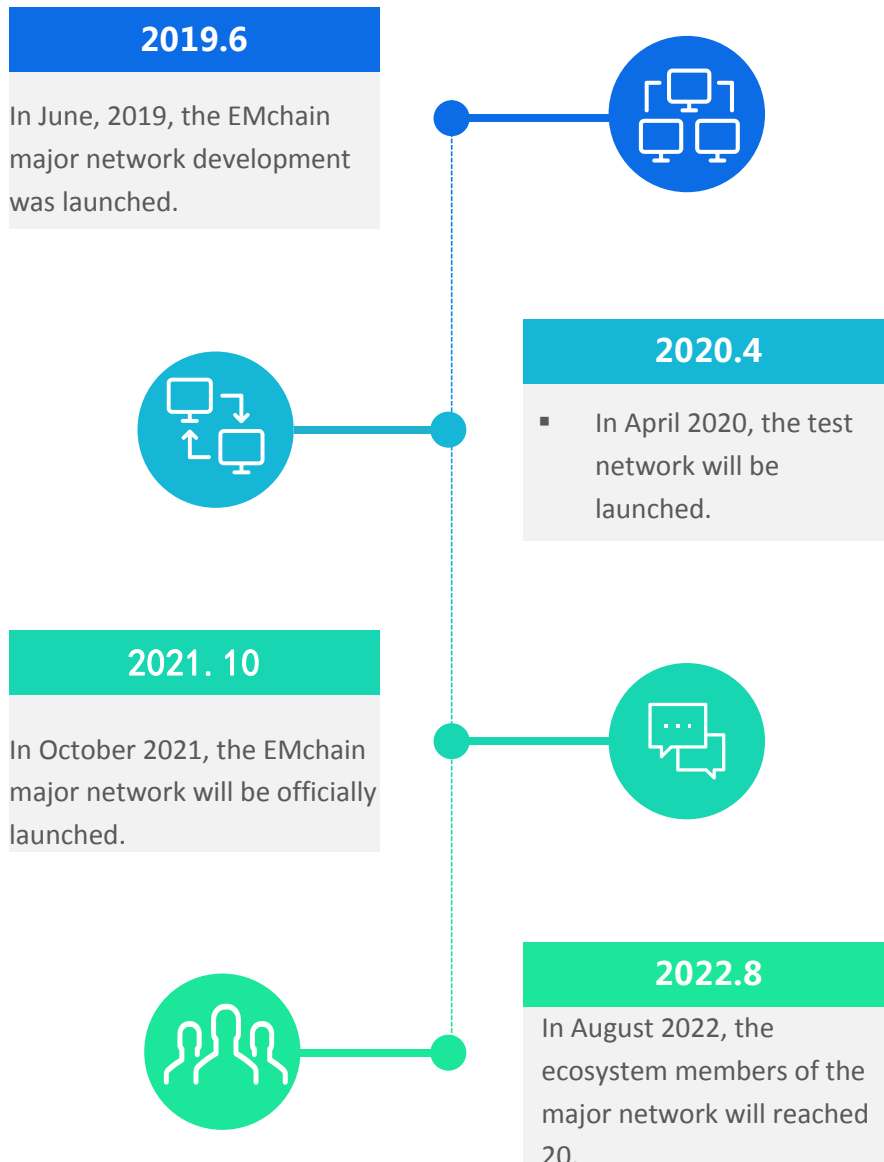 2019.6
In June, 2019, the EMchain
major network development
was launched.
2020.4
▪ In April 2020, the test
network will be
launched.
2021. 10
In October 2021, the EMchain
major network will be officially
launched.
2022.8
In August 2022, the
ecosystem members of the
major network will reached
20.